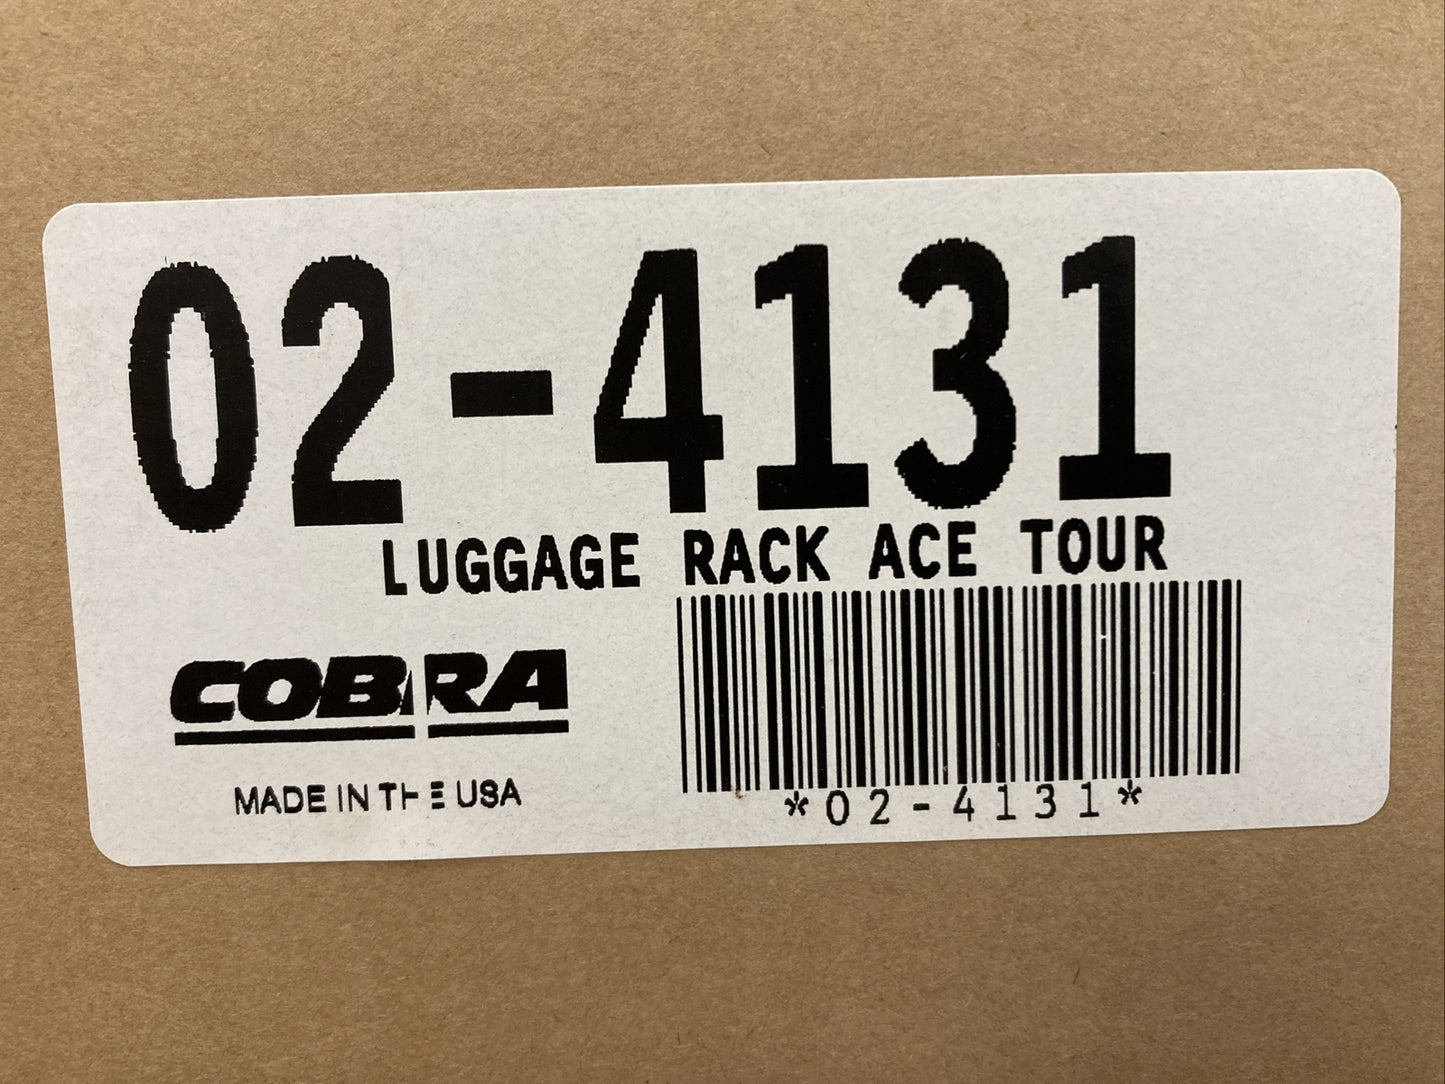 02-4131
LUGGAGE RACK ACE TOUR
COBRA
MADE IN THE USA
*02-4131*